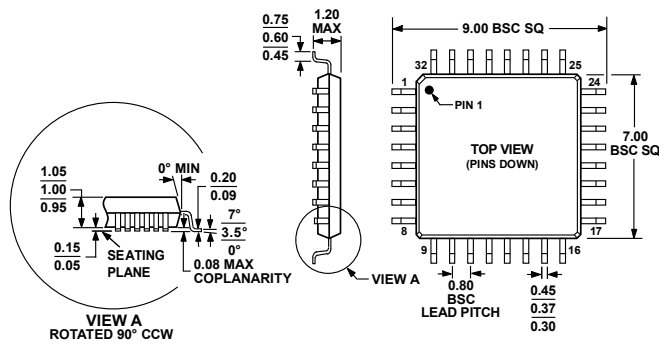 0.75
0.60
0.45
1.20
MAX
9.00 BSC SQ
32
25
1
24
PIN 1
TOP VIEW
(PINS DOWN)
7.00
BSC SQ
8
17
9
16
0.80
BSC
LEAD PITCH
0.45
0.37
0.30
VIEW A
1.05
1.00
0.95
0° MIN
0.20
0.09
7°
3.5°
0°
0.15
0.05
SEATING
PLANE
0.08 MAX
COPLANARITY
VIEW A
ROTATED 90° CCW